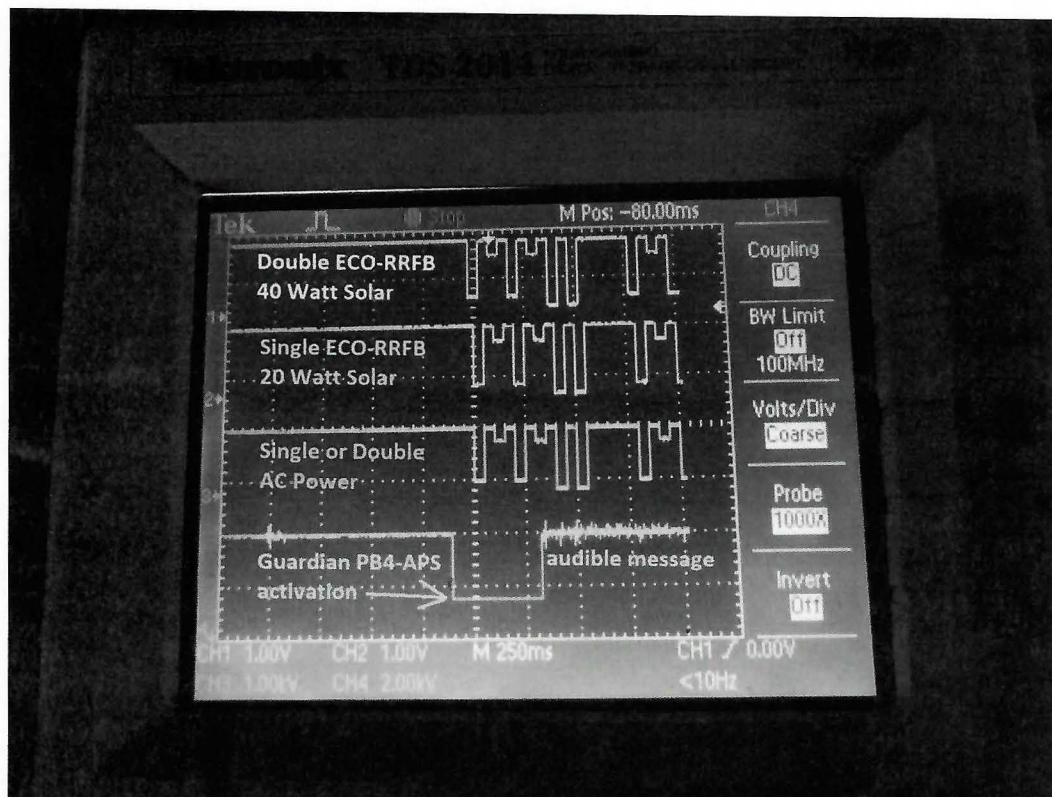 Tektronix TDS 2014
Tek Stop M Pos: -80.00ms CH4
Double ECO-RRFB
40 Watt Solar
Coupling
DC
1
BW Limit
Off
100MHz
Single ECO-RRFB
20 Watt Solar
2
Volts/Div
Coarse
Single or Double
AC Power
3
Probe
1000X
Guardian PB4-APS
activation
audible message
Invert
Off
CH1 1.00V CH2 1.00V M 250ms CH1 0.00V
CH3 1.00kV CH4 2.00kV <10Hz